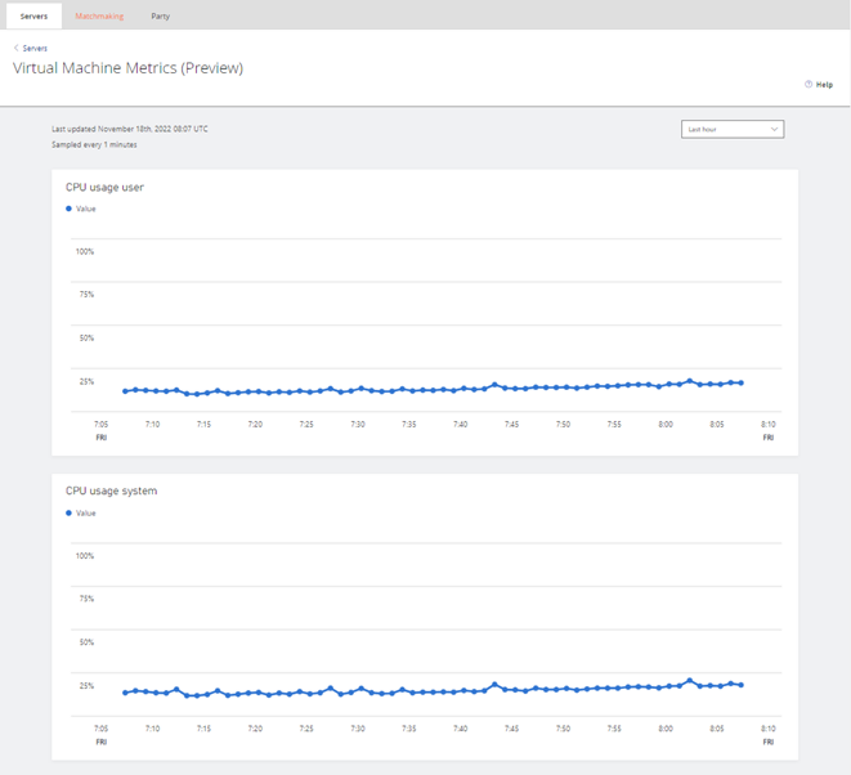 Servers Matchmaking Party
< Servers
Virtual Machine Metrics (Preview)
Help
Last updated November 18th, 2022 08:07 UTC
Last hour
Sampled every 1 minutes
CPU usage user
Value
100%
75%
50%
25%
7:05 7:10 7:15 7:20 7:25 7:30 7:35 7:40 7:45 7:50 7:55 8:00 8:05 8:10
FRI FRI
CPU usage system
Value
100%
75%
50%
25%
7:05 7:10 7:15 7:20 7:25 7:30 7:35 7:40 7:45 7:50 7:55 8:00 8:05 8:10
FRI FRI